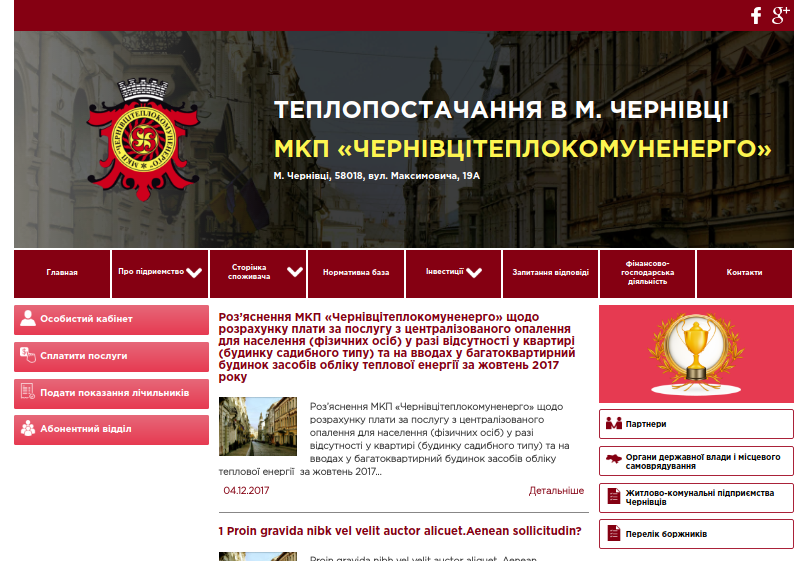 g+
ТЕПЛОПОСТАЧАННЯ В М. ЧЕРНІВЦІ
МКП «ЧЕРНІВЦІТЕПЛОКОМУНЕНЕРГО»
М. Чернівці, 58018, вул. Максимовича, 19А
МКП "ЧЕРНІВЦІТЕПЛОКОМУНЕНЕРГО"
Главная
Про підриемство
Сторінка
споживача
Нормативна база
Інвестиції
Запитання відповіді
фінансово-
господарська
діяльність
Контакти
Особистий кабінет
Сплатити послуги
Подати показання лічильників
Абонентний відділ
Роз’яснення МКП «Чернівцітеплокомуненерго» щодо
розрахунку плати за послугу з централізованого опалення
для населення (фізичних осіб) у разі відсутності у квартирі
(будинку садибного типу) та на вводах у багатоквартирний
будинок засобів обліку теплової енергії за жовтень 2017
року
Роз’яснення МКП «Чернівцітеплокомуненерго» щодо
розрахунку плати за послугу з централізованого
опалення для населення (фізичних осіб) у разі
відсутності у квартирі (будинку садибного типу) та на
вводах у багатоквартирний будинок засобів обліку
теплової енергії за жовтень 2017...
04.12.2017
Детальніше
1 Proin gravida nibk vel velit auctor alicuet.Aenean sollicitudin?
Proin gravida nibh vel velit auctor aliquet. Aenean
Партнери
Органи державної влади і місцевого
самоврядування
Житлово-комунальні підприємства
Чернівців
Перелік боржників